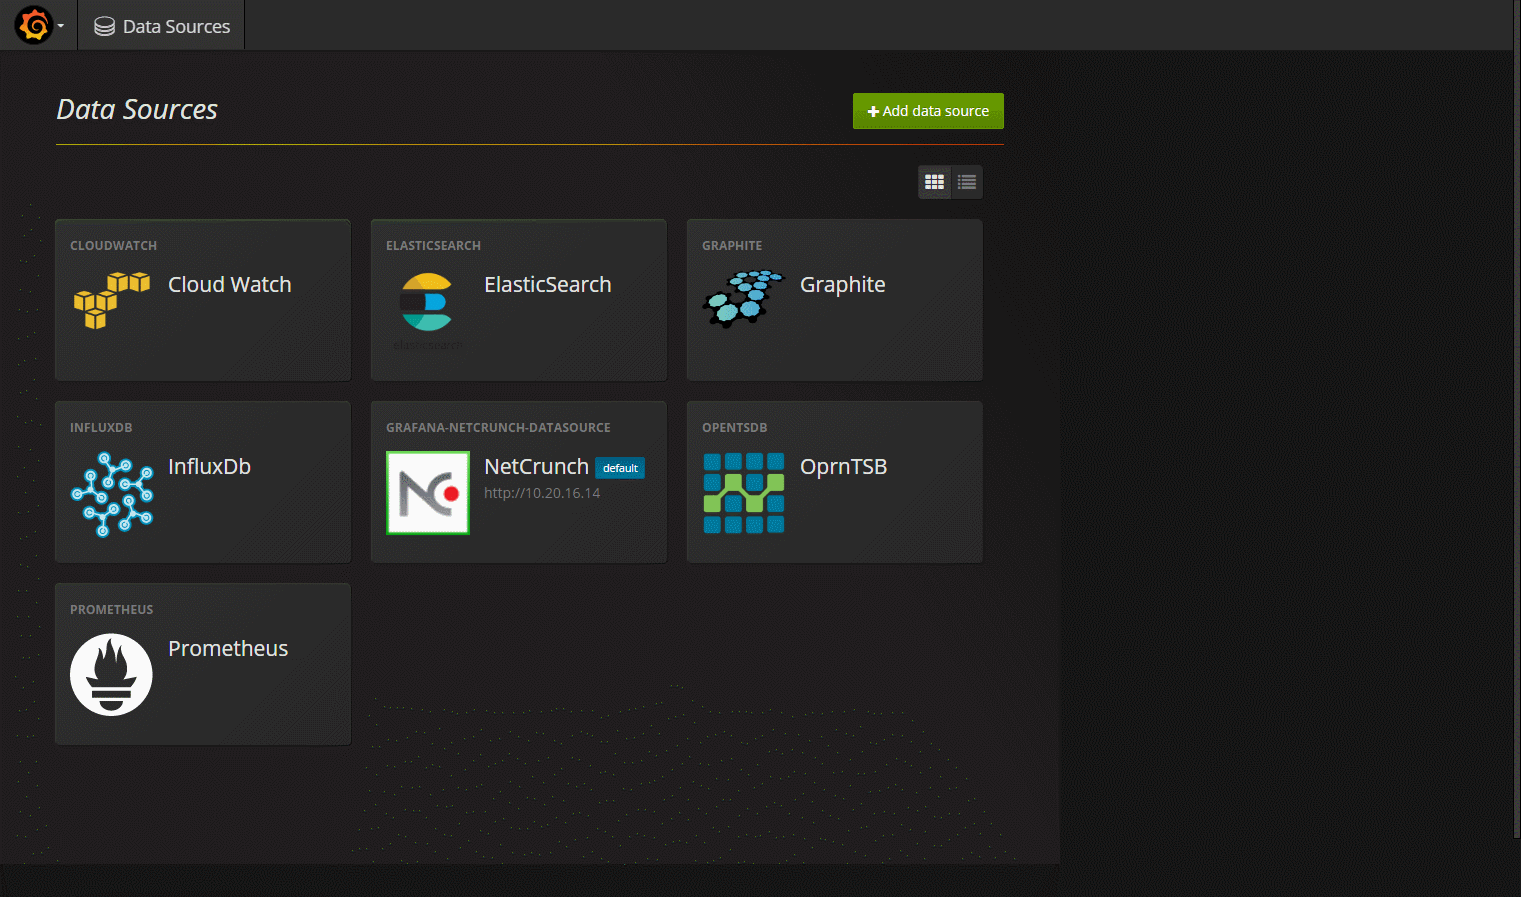 Data Sources
Data Sources
Add data source
CLOUDWATCH
Cloud Watch
ELASTICSEARCH
ElasticSearch
elasticsearch
GRAPHITE
Graphite
INFLUXDB
InfluxDb
GRAFANA-NETCRUNCH-DATASOURCE
NetCrunch default
http://10.20.16.14
OPENTSDB
OprnTSB
PROMETHEUS
Prometheus